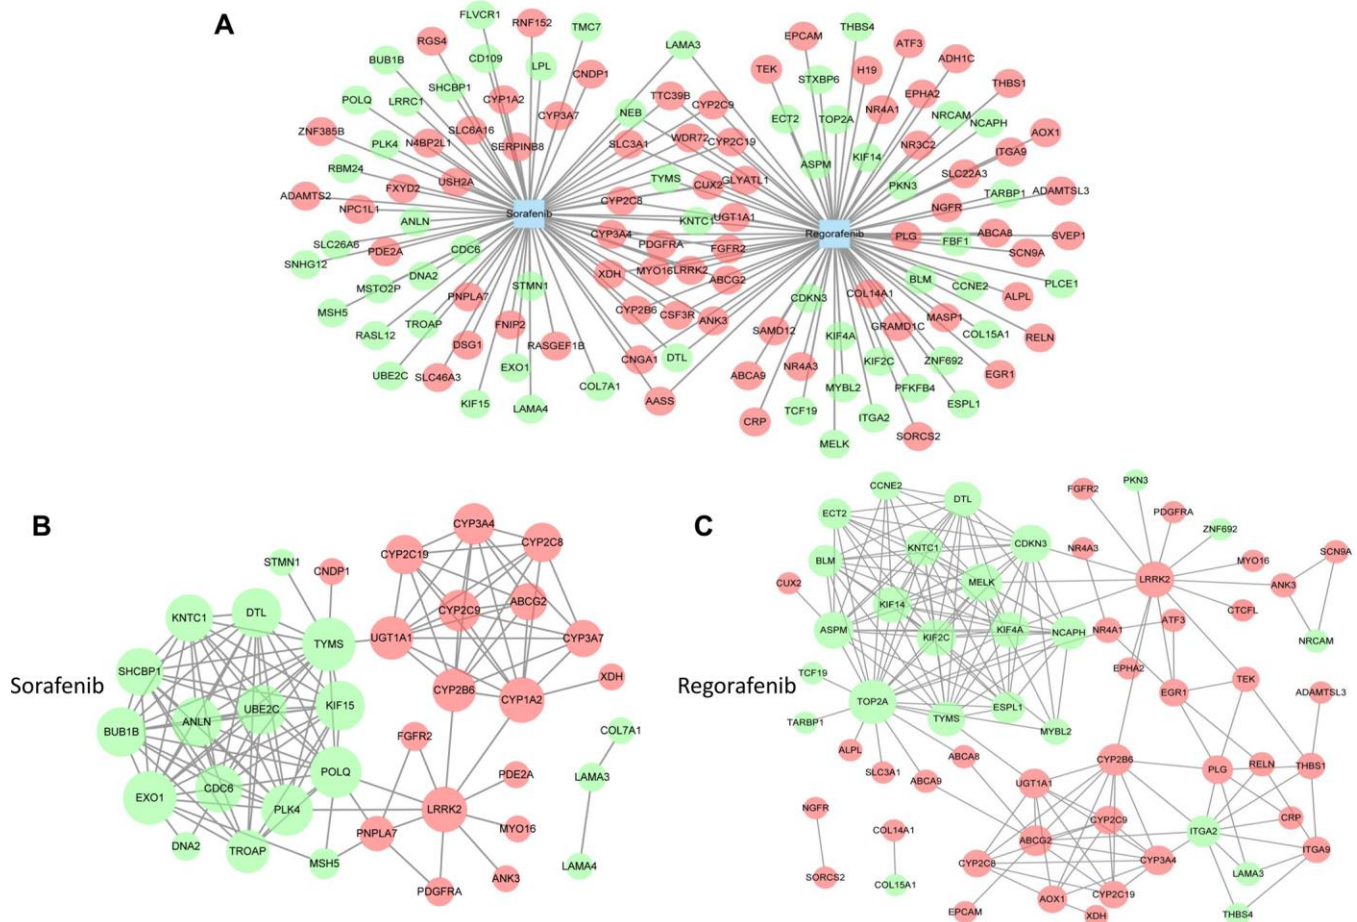 A
FLVCR1
RNF152
TMC7
RGS4
BUB1B
CD109
LPL
CNDP1
SHCBP1
POLQ
LRRC1
CYP1A2
CYP3A7
ZNF385B
SLC6A16
N4BP2L1
SERPINB8
PLK4
RBM24
USH2A
FXYD2
ADAMTS2
NPC1L1
Sorafenib
ANLN
SLC26A6
SNHG12
PDE2A
CDC6
DNA2
MSTO2P
STMN1
PNPLA7
MSH5
TROAP
RASL12
FNIP2
DSG1
RASGEF1B
UBE2C
SLC46A3
EXO1
COL7A1
KIF15
LAMA4
LAMA3
TTC39B
CYP2C9
NEB
WDR72
CYP2C19
SLC3A1
TYMS
CUX2
GLYATL1
CYP2C8
KNTC1
UGT1A1
CYP3A4
PDGFRA
FGFR2
XDH
MYO16
LRRK2
ABCG2
CYP2B6
CSF3R
ANK3
CNGA1
DTL
AASS
EPCAM
THBS4
ATF3
ADH1C
TEK
STXBP6
H19
THBS1
EPHA2
ECT2
TOP2A
NR4A1
NRCAM
NCAPH
AOX1
ASPM
KIF14
NR3C2
ITGA9
SLC22A3
PKN3
TARBP1
ADAMTSL3
NGFR
Regorafenib
PLG
FBF1
ABCA8
SVEP1
SCN9A
BLM
CCNE2
PLCE1
ALPL
CDKN3
COL14A1
MASP1
SAMD12
GRAMD1C
COL15A1
RELN
KIF4A
ABCA9
NR4A3
KIF2C
ZNF692
EGR1
MYBL2
PFKFB4
TCF19
ITGA2
ESPL1
CRP
MELK
SORCS2
B
Sorafenib
CYP3A4
CYP2C19
CYP2C8
STMN1
CNDP1
KNTC1
DTL
CYP2C9
ABCG2
TYMS
UGT1A1
CYP3A7
SHCBP1
XDH
CYP2B6
CYP1A2
ANLN
UBE2C
KIF15
BUB1B
FGFR2
COL7A1
POLQ
PDE2A
LAMA3
EXO1
CDC6
PLK4
LRRK2
MYO16
PNPLA7
DNA2
TROAP
MSH5
ANK3
LAMA4
PDGFRA
C
Regorafenib
CCNE2
DTL
FGFR2
PKN3
ECT2
PDGFRA
ZNF692
KNTC1
CDKN3
NR4A3
SCN9A
BLM
MYO16
MELK
LRRK2
ANK3
CUX2
KIF14
CTCFL
ASPM
KIF2C
KIF4A
NCAPH
NR4A1
ATF3
NRCAM
TCF19
EPHA2
TEK
EGR1
ADAMTSL3
TOP2A
TYMS
ESPL1
TARBP1
MYBL2
ALPL
SLC3A1
ABCA8
ABCA9
CYP2B6
PLG
RELN
THBS1
UGT1A1
NGFR
CYP2C9
CRP
COL14A1
ABCG2
ITGA2
CYP2C8
CYP3A4
ITGA9
SORCS2
COL15A1
LAMA3
AOX1
CYP2C19
EPCAM
XDH
THBS4